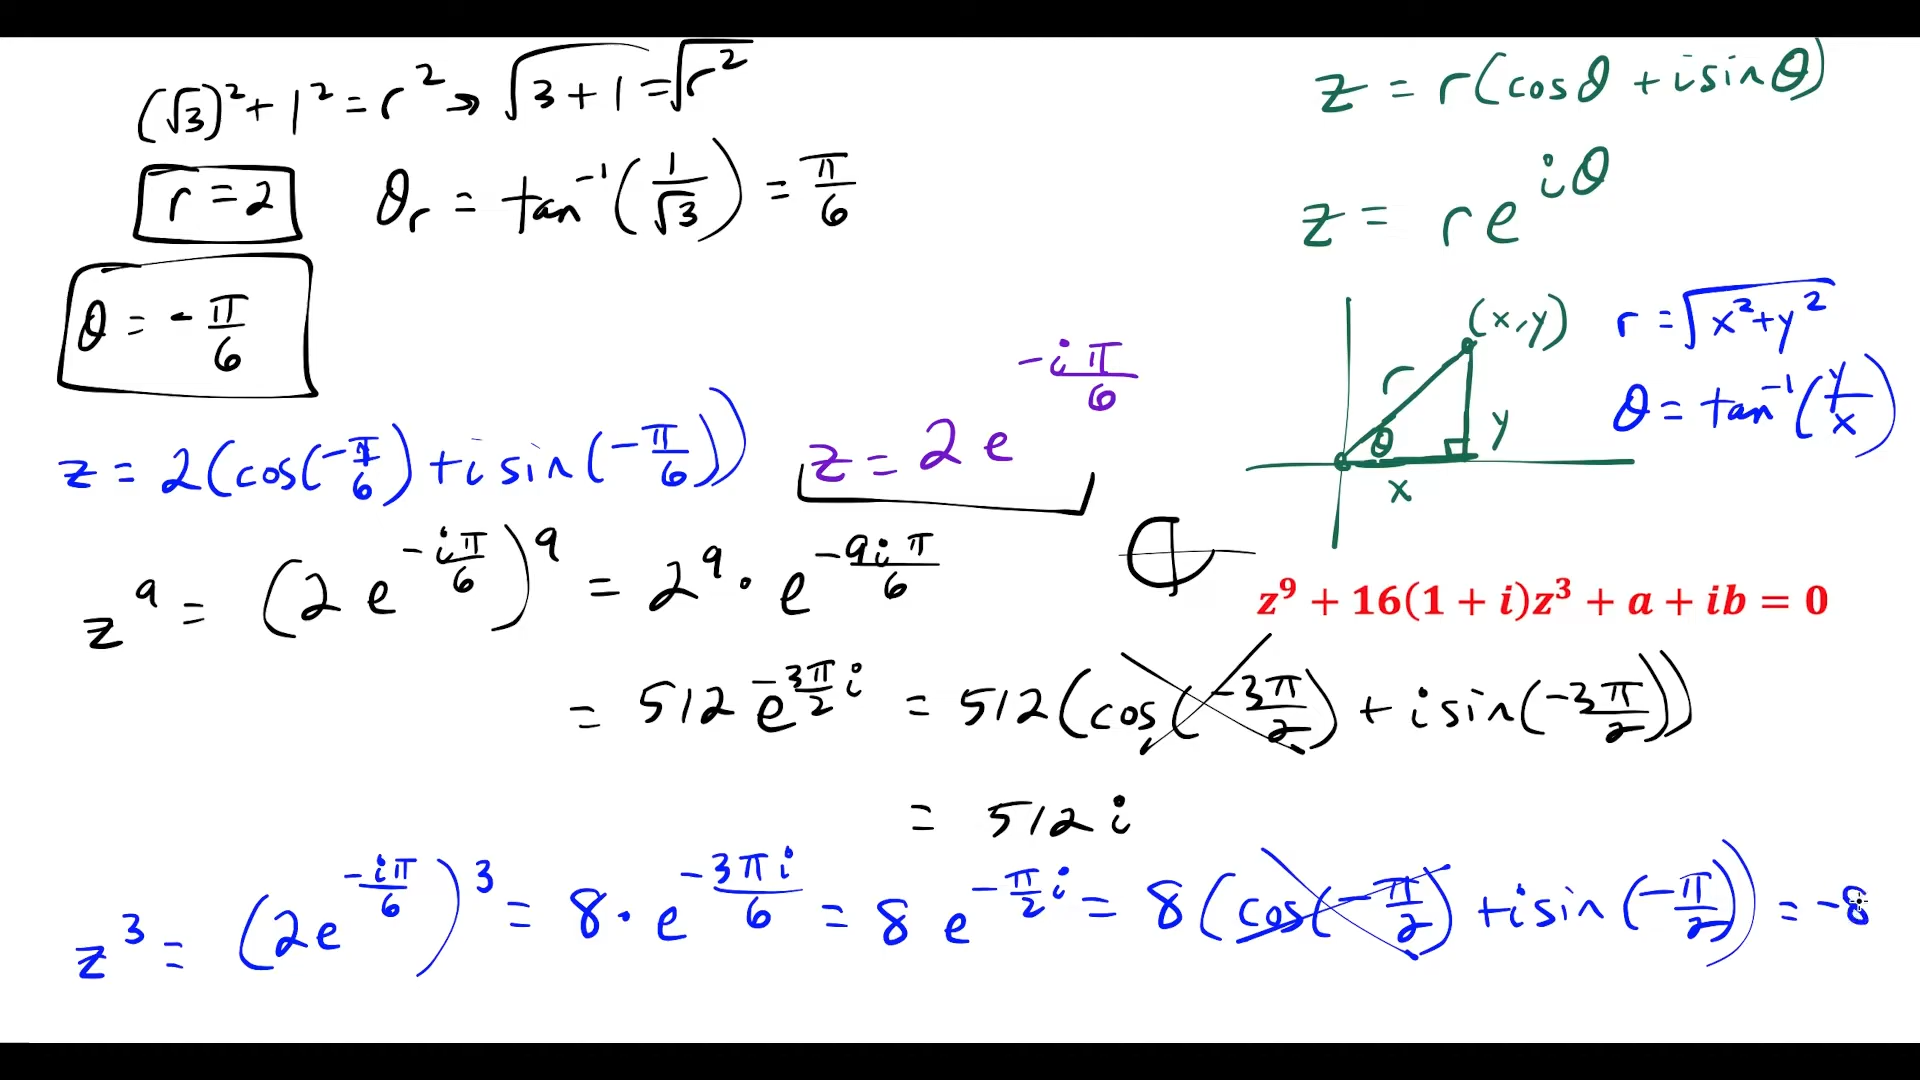 (√3)² + 1² = r² → √(3 + 1) = √(r²)
r = 2
θᵣ = tan⁻¹(1/√3) = π/6
θ = -π/6
z = 2(cos(-π/6) + i sin(-π/6))
z = 2e^(-iπ/6)
z = r(cosθ + isinθ)
z = re^(iθ)
(x,y)
r
θ
y
x
r = √(x²+y²)
θ = tan⁻¹(y/x)
z⁹ + 16(1 + i)z³ + a + ib = 0
z⁹ = (2e^(-iπ/6))⁹ = 2⁹ · e^(-9iπ/6)
= 512 e^(-3π/2 i) = 512(cos(-3π/2) + i sin(-3π/2))
= 512 i
z³ = (2e^(-iπ/6))³ = 8 · e^(-3πi/6) = 8 e^(-π/2 i) = 8(cos(-π/2) + i sin(-π/2)) = -8